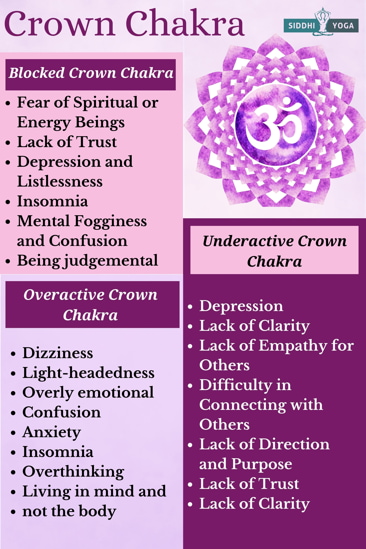 Crown Chakra
SIDDHI YOGA
Blocked Crown Chakra
• Fear of Spiritual or
Energy Beings
• Lack of Trust
• Depression and
Listlessness
• Insomnia
• Mental Fogginess
and Confusion
• Being judgemental
ॐ
Underactive Crown
Chakra
• Depression
• Lack of Clarity
• Lack of Empathy for
Others
• Difficulty in
Connecting with
Others
• Lack of Direction
and Purpose
• Lack of Trust
• Lack of Clarity
Overactive Crown
Chakra
• Dizziness
• Light-headedness
• Overly emotional
• Confusion
• Anxiety
• Insomnia
• Overthinking
• Living in mind and
• not the body